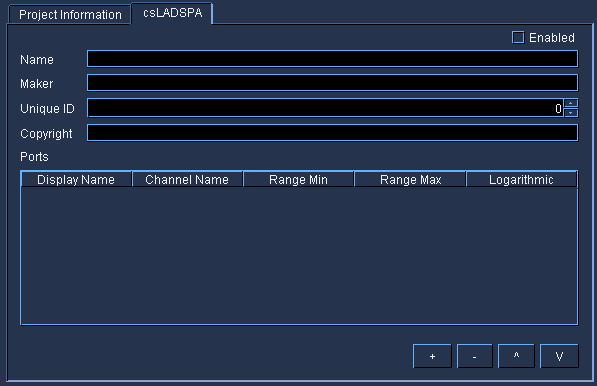 Project Information csLADSPA
Enabled
Name
Maker
Unique ID 0
Copyright
Ports
Display Name Channel Name Range Min Range Max Logarithmic
+ - ^ V